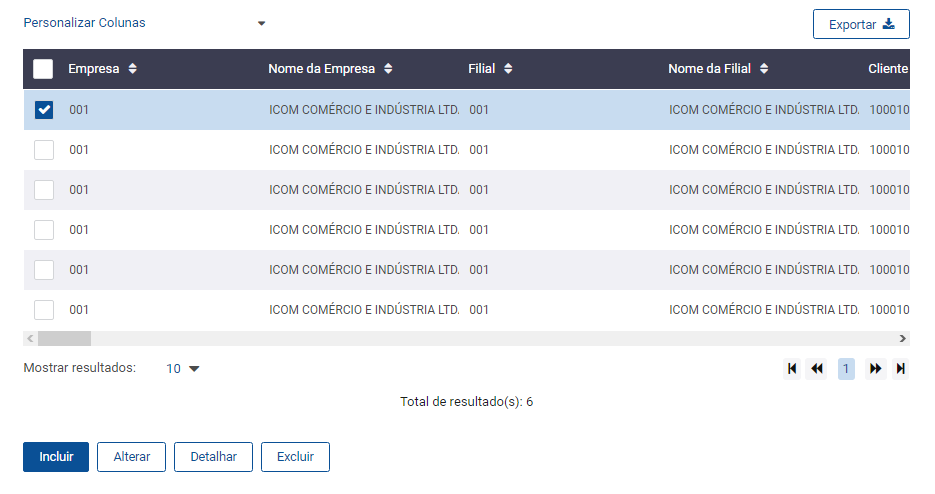 Personalizar Colunas
Exportar
Empresa Nome da Empresa Filial Nome da Filial Cliente
001 ICOM COMÉRCIO E INDÚSTRIA LTD. 001 ICOM COMÉRCIO E INDÚSTRIA LTD. 100010
001 ICOM COMÉRCIO E INDÚSTRIA LTD. 001 ICOM COMÉRCIO E INDÚSTRIA LTD. 100010
001 ICOM COMÉRCIO E INDÚSTRIA LTD. 001 ICOM COMÉRCIO E INDÚSTRIA LTD. 100010
001 ICOM COMÉRCIO E INDÚSTRIA LTD. 001 ICOM COMÉRCIO E INDÚSTRIA LTD. 100010
001 ICOM COMÉRCIO E INDÚSTRIA LTD. 001 ICOM COMÉRCIO E INDÚSTRIA LTD. 100010
001 ICOM COMÉRCIO E INDÚSTRIA LTD. 001 ICOM COMÉRCIO E INDÚSTRIA LTD. 100010
Mostrar resultados: 10 1
Total de resultado(s): 6
Incluir Alterar Detalhar Excluir